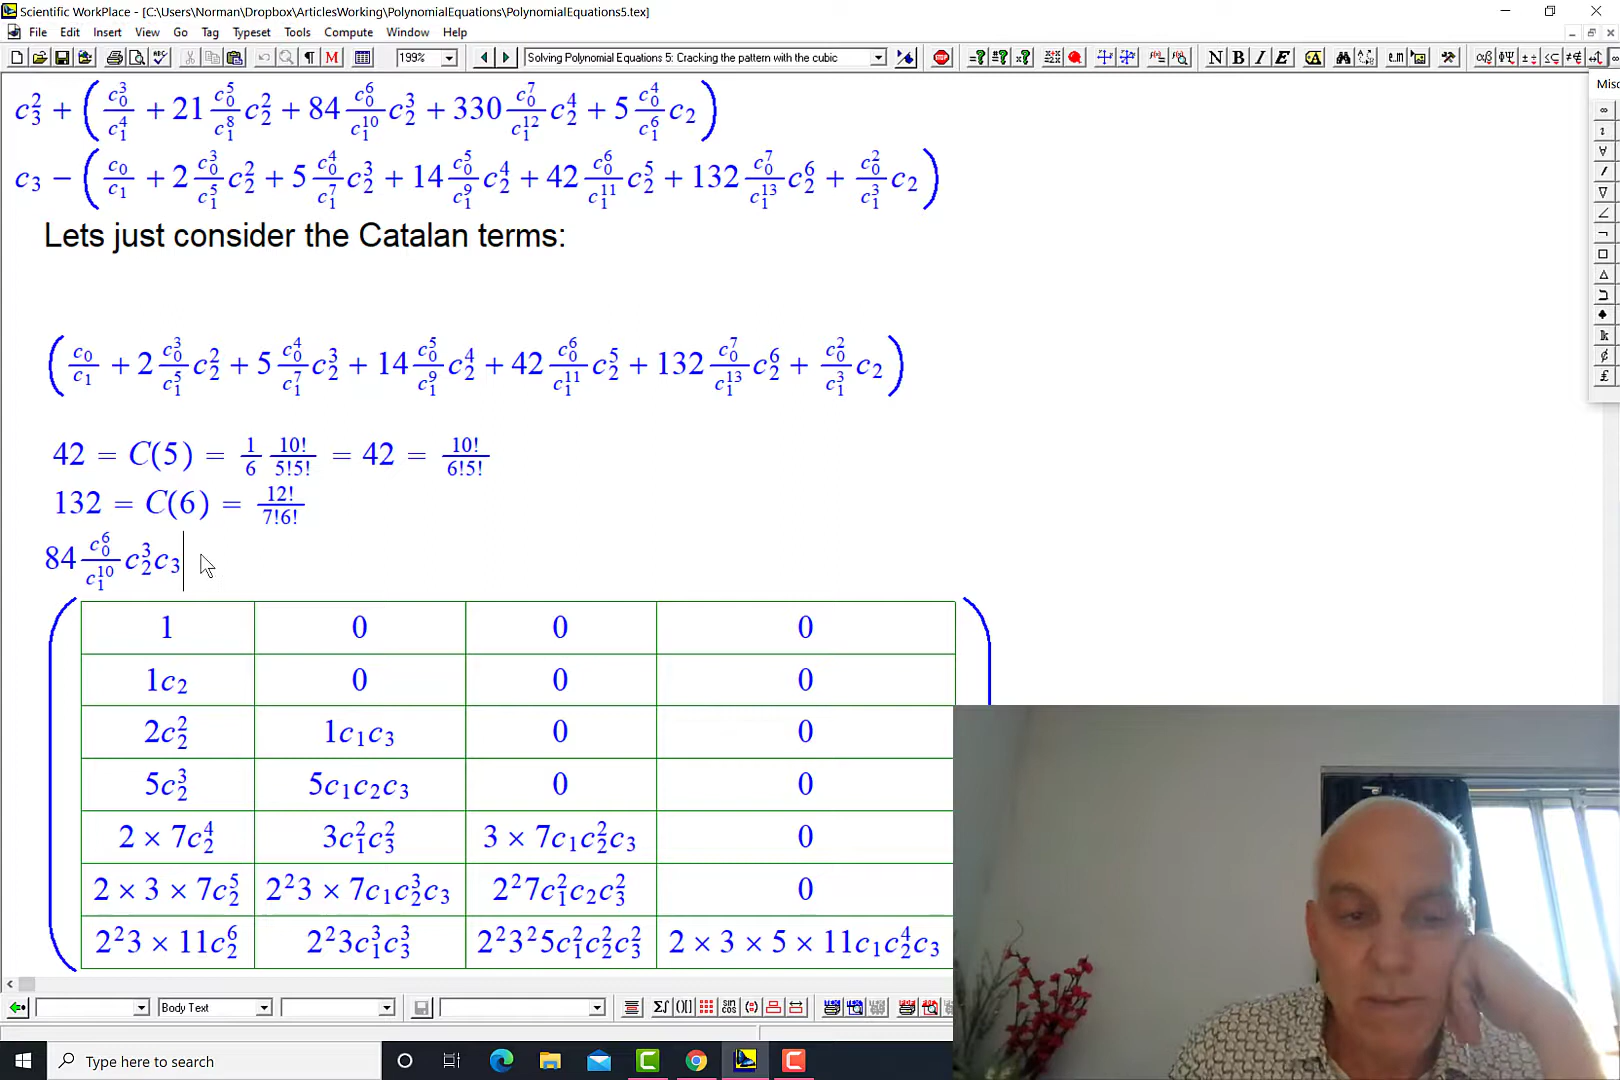 Scientific WorkPlace - [C:\Users\Norman\Dropbox\ArticlesWorking\PolynomialEquations\PolynomialEquations5.tex]
File Edit Insert View Go Tag Typeset Tools Compute Window Help
199% Solving Polynomial Equations 5: Cracking the pattern with the cubic
c_3^2 + ( c_0^3/c_1^4 + 21 c_0^5/c_1^8 c_2^2 + 84 c_0^6/c_1^10 c_2^3 + 330 c_0^7/c_1^12 c_2^4 + 5 c_0^4/c_1^6 c_2 )
c_3 − ( c_0/c_1 + 2 c_0^3/c_1^5 c_2^2 + 5 c_0^4/c_1^7 c_2^3 + 14 c_0^5/c_1^9 c_2^4 + 42 c_0^6/c_1^11 c_2^5 + 132 c_0^7/c_1^13 c_2^6 + c_0^2/c_1^3 c_2 )
Lets just consider the Catalan terms:
( c_0/c_1 + 2 c_0^3/c_1^5 c_2^2 + 5 c_0^4/c_1^7 c_2^3 + 14 c_0^5/c_1^9 c_2^4 + 42 c_0^6/c_1^11 c_2^5 + 132 c_0^7/c_1^13 c_2^6 + c_0^2/c_1^3 c_2 )
42 = C(5) = 1/6 10!/5!5! = 42 = 10!/6!5!
132 = C(6) = 12!/7!6!
84 c_0^6/c_1^10 c_2^3 c_3
1 0 0 0
1c_2 0 0 0
2c_2^2 1c_1c_3 0 0
5c_2^3 5c_1c_2c_3 0 0
2 × 7c_2^4 3c_1^2c_3^2 3 × 7c_1c_2^2c_3 0
2 × 3 × 7c_2^5 2^2 3 × 7c_1c_2^3c_3 2^2 7c_1^2c_2c_3^2 0
2^2 3 × 11c_2^6 2^2 3c_1^3c_3^3 2^2 3^2 5c_1^2c_2^2c_3^2 2 × 3 × 5 × 11c_1c_2^4c_3
Body Text
Type here to search